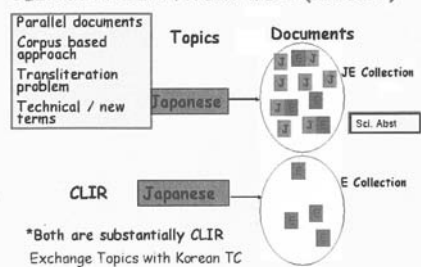 Parallel documents
Corpus based
approach
Transliteration
problem
Technical / new
terms
Topics
Documents
Japanese
J E J
J J
E
J E J E
JE Collection
Sci. Abst
CLIR
Japanese
E
E
E
E
E Collection
*Both are substantially CLIR
Exchange Topics with Korean TC